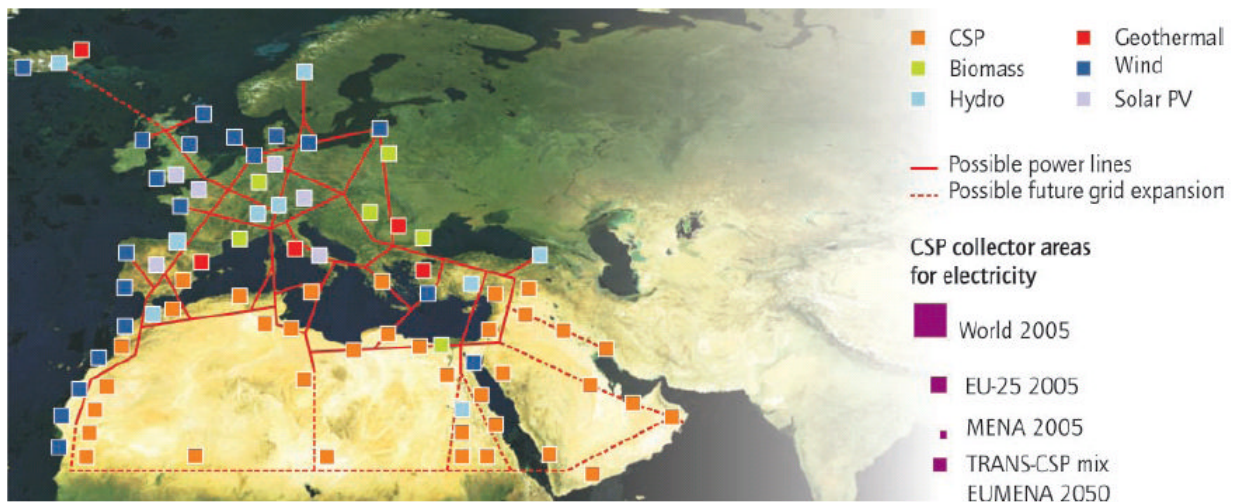 CSP
Geothermal
Biomass
Wind
Hydro
Solar PV
Possible power lines
Possible future grid expansion
CSP collector areas
for electricity
World 2005
EU-25 2005
MENA 2005
TRANS-CSP mix
EUMENA 2050